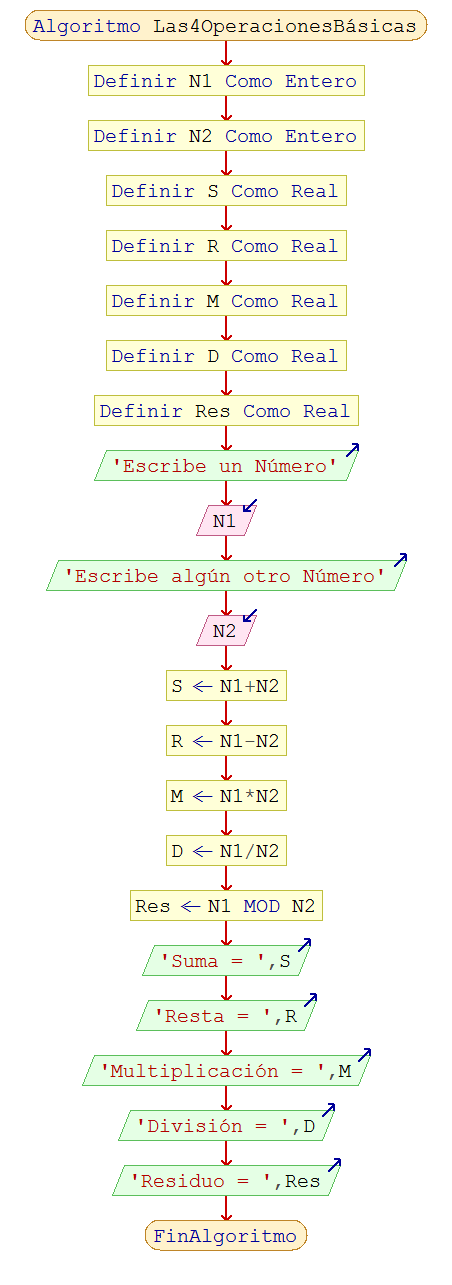 Algoritmo Las4OperacionesBásicas
Definir N1 Como Entero
Definir N2 Como Entero
Definir S Como Real
Definir R Como Real
Definir M Como Real
Definir D Como Real
Definir Res Como Real
'Escribe un Número'
N1
'Escribe algún otro Número'
N2
S ← N1+N2
R ← N1-N2
M ← N1*N2
D ← N1/N2
Res ← N1 MOD N2
'Suma = ',S
'Resta = ',R
'Multiplicación = ',M
'División = ',D
'Residuo = ',Res
FinAlgoritmo